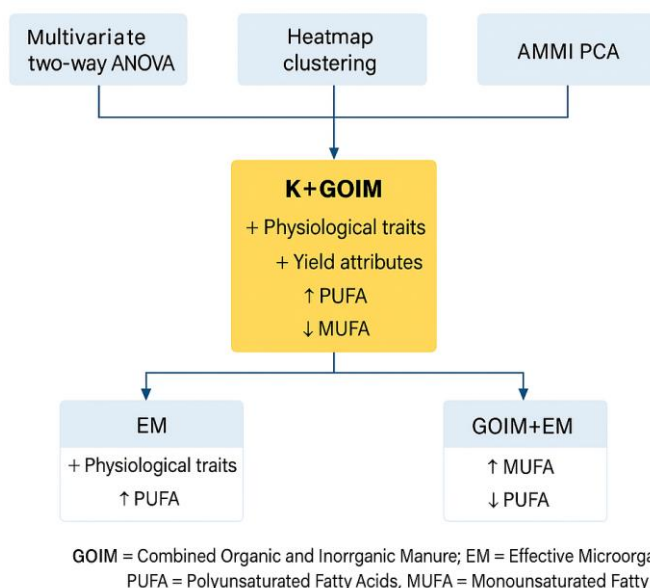 Multivariate
two-way ANOVA
Heatmap
clustering
AMMI PCA
K+GOIM
+ Physiological traits
+ Yield attributes
↑ PUFA
↓ MUFA
EM
+ Physiological traits
↑ PUFA
GOIM+EM
↑ MUFA
↓ PUFA
GOIM = Combined Organic and Inorrganic Manure; EM = Effective Microorga
PUFA = Polyunsaturated Fatty Acids, MUFA = Monounsaturated Fatty